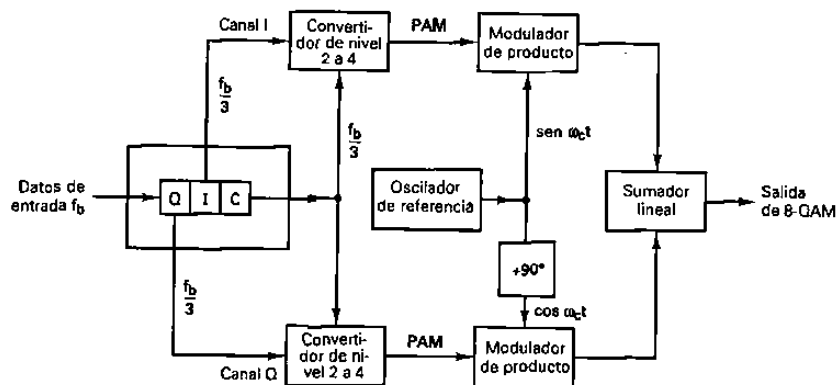 Canal I
Converti-
dor de nivel
2 a 4
PAM
Modulador
de producto
f_b
3
f_b
3
sen ω_ct
Datos de
entrada f_b
Q I C
Oscilador
de referencia
Sumador
lineal
Salida
de 8-QAM
+90°
f_b
3
cos ω_ct
Canal Q
Converti-
dor de ni-
vel 2 a 4
PAM
Modulador
de producto